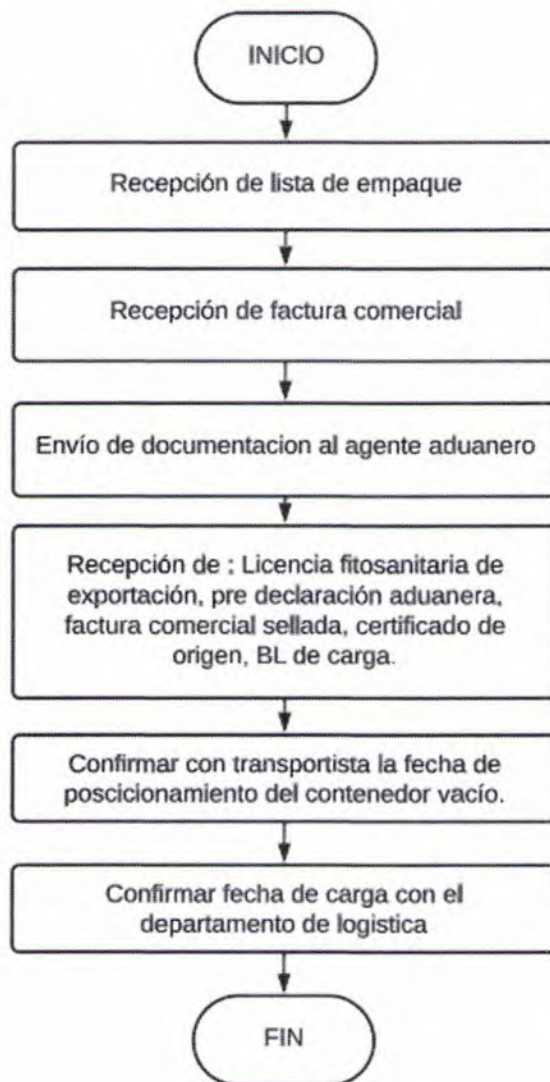 INICIO
Recepción de lista de empaque
Recepción de factura comercial
Envío de documentacion al agente aduanero
Recepción de : Licencia fitosanitaria de
exportación, pre declaración aduanera,
factura comercial sellada, certificado de
origen, BL de carga.
Confirmar con transportista la fecha de
poscicionamiento del contenedor vacío.
Confirmar fecha de carga con el
departamento de logistica
FIN